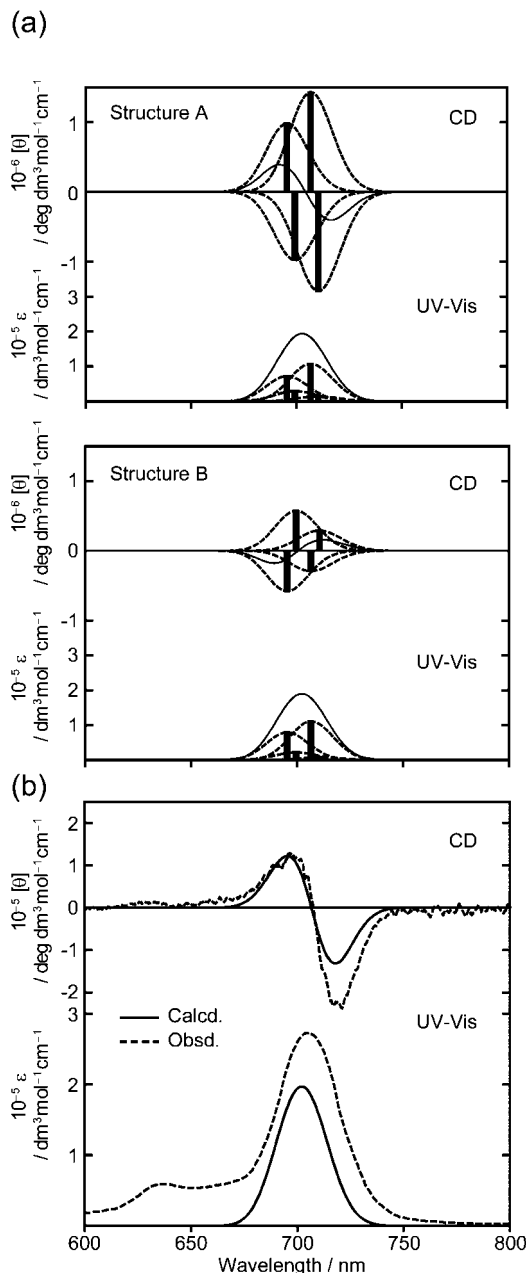 (a)
Structure A
CD
10⁻⁶ [θ]
/ deg dm³mol⁻¹cm⁻¹
1
0
-1
UV-Vis
10⁻⁵ ε
/ dm³mol⁻¹cm⁻¹
3
2
1
Structure B
CD
10⁻⁶ [θ]
/ deg dm³mol⁻¹cm⁻¹
1
0
-1
UV-Vis
10⁻⁵ ε
/ dm³mol⁻¹cm⁻¹
3
2
1
(b)
CD
10⁻⁵ [θ]
/ deg dm³mol⁻¹cm⁻¹
2
1
0
-1
-2
Calcd.
Obsd.
UV-Vis
10⁻⁵ ε
/ dm³mol⁻¹cm⁻¹
3
2
1
600 650 700 750 800
Wavelength / nm